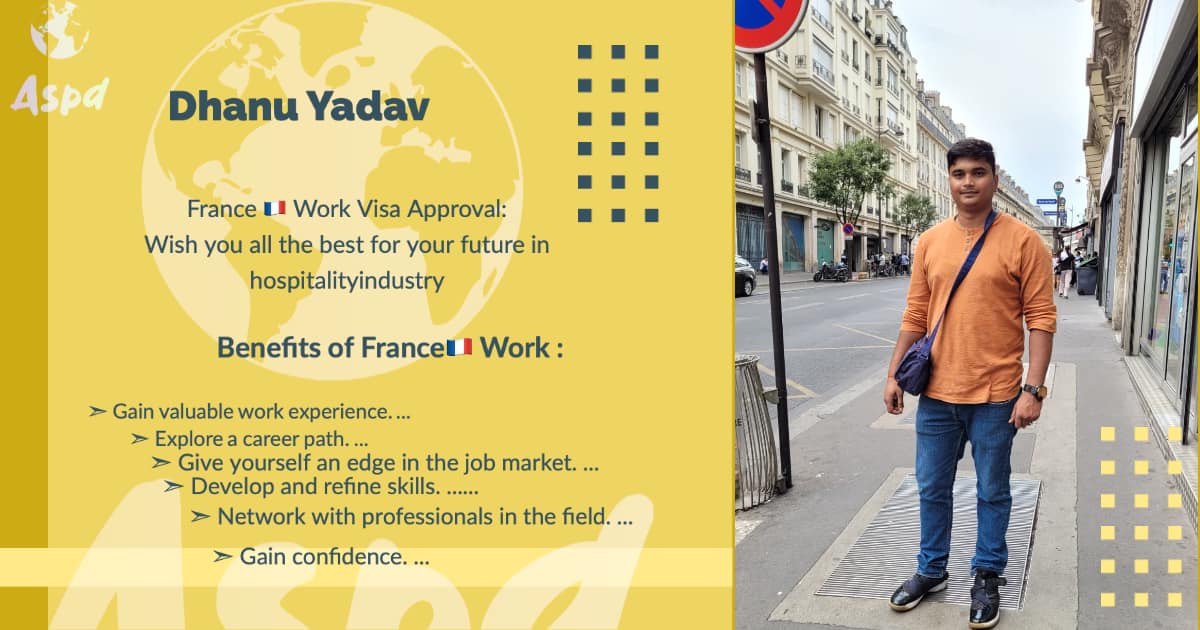 Aspd
Dhanu Yadav
France 🇫🇷 Work Visa Approval:
Wish you all the best for your future in
hospitalityindustry
Benefits of France🇫🇷 Work :
➣ Gain valuable work experience. ...
➣ Explore a career path. ...
➣ Give yourself an edge in the job market. ...
➣ Develop and refine skills. ......
➣ Network with professionals in the field. ...
➣ Gain confidence. ...
Aspd